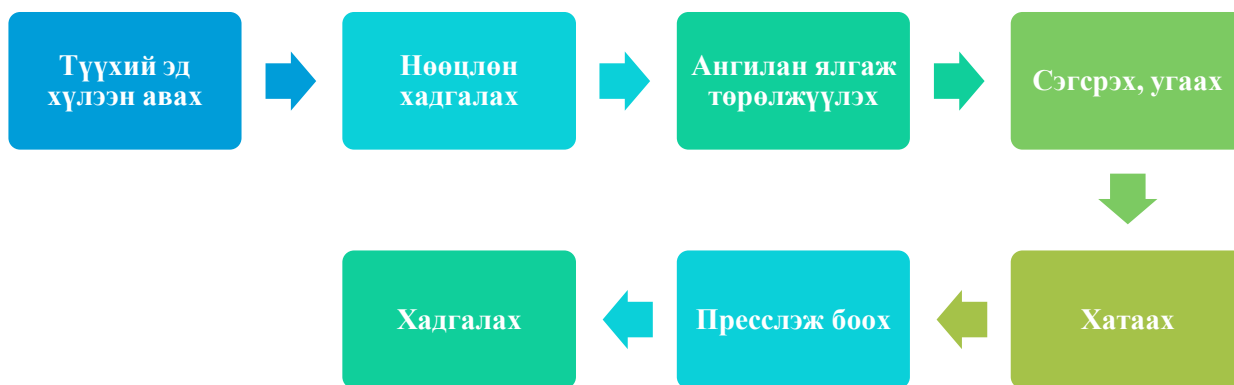 Түүхий эд
хүлээн авах
Нөөцлөн
хадгалах
Ангилан ялгаж
төрөлжүүлэх
Сэгсрэх, угаах
Хатаах
Пресслэж боох
Хадгалах